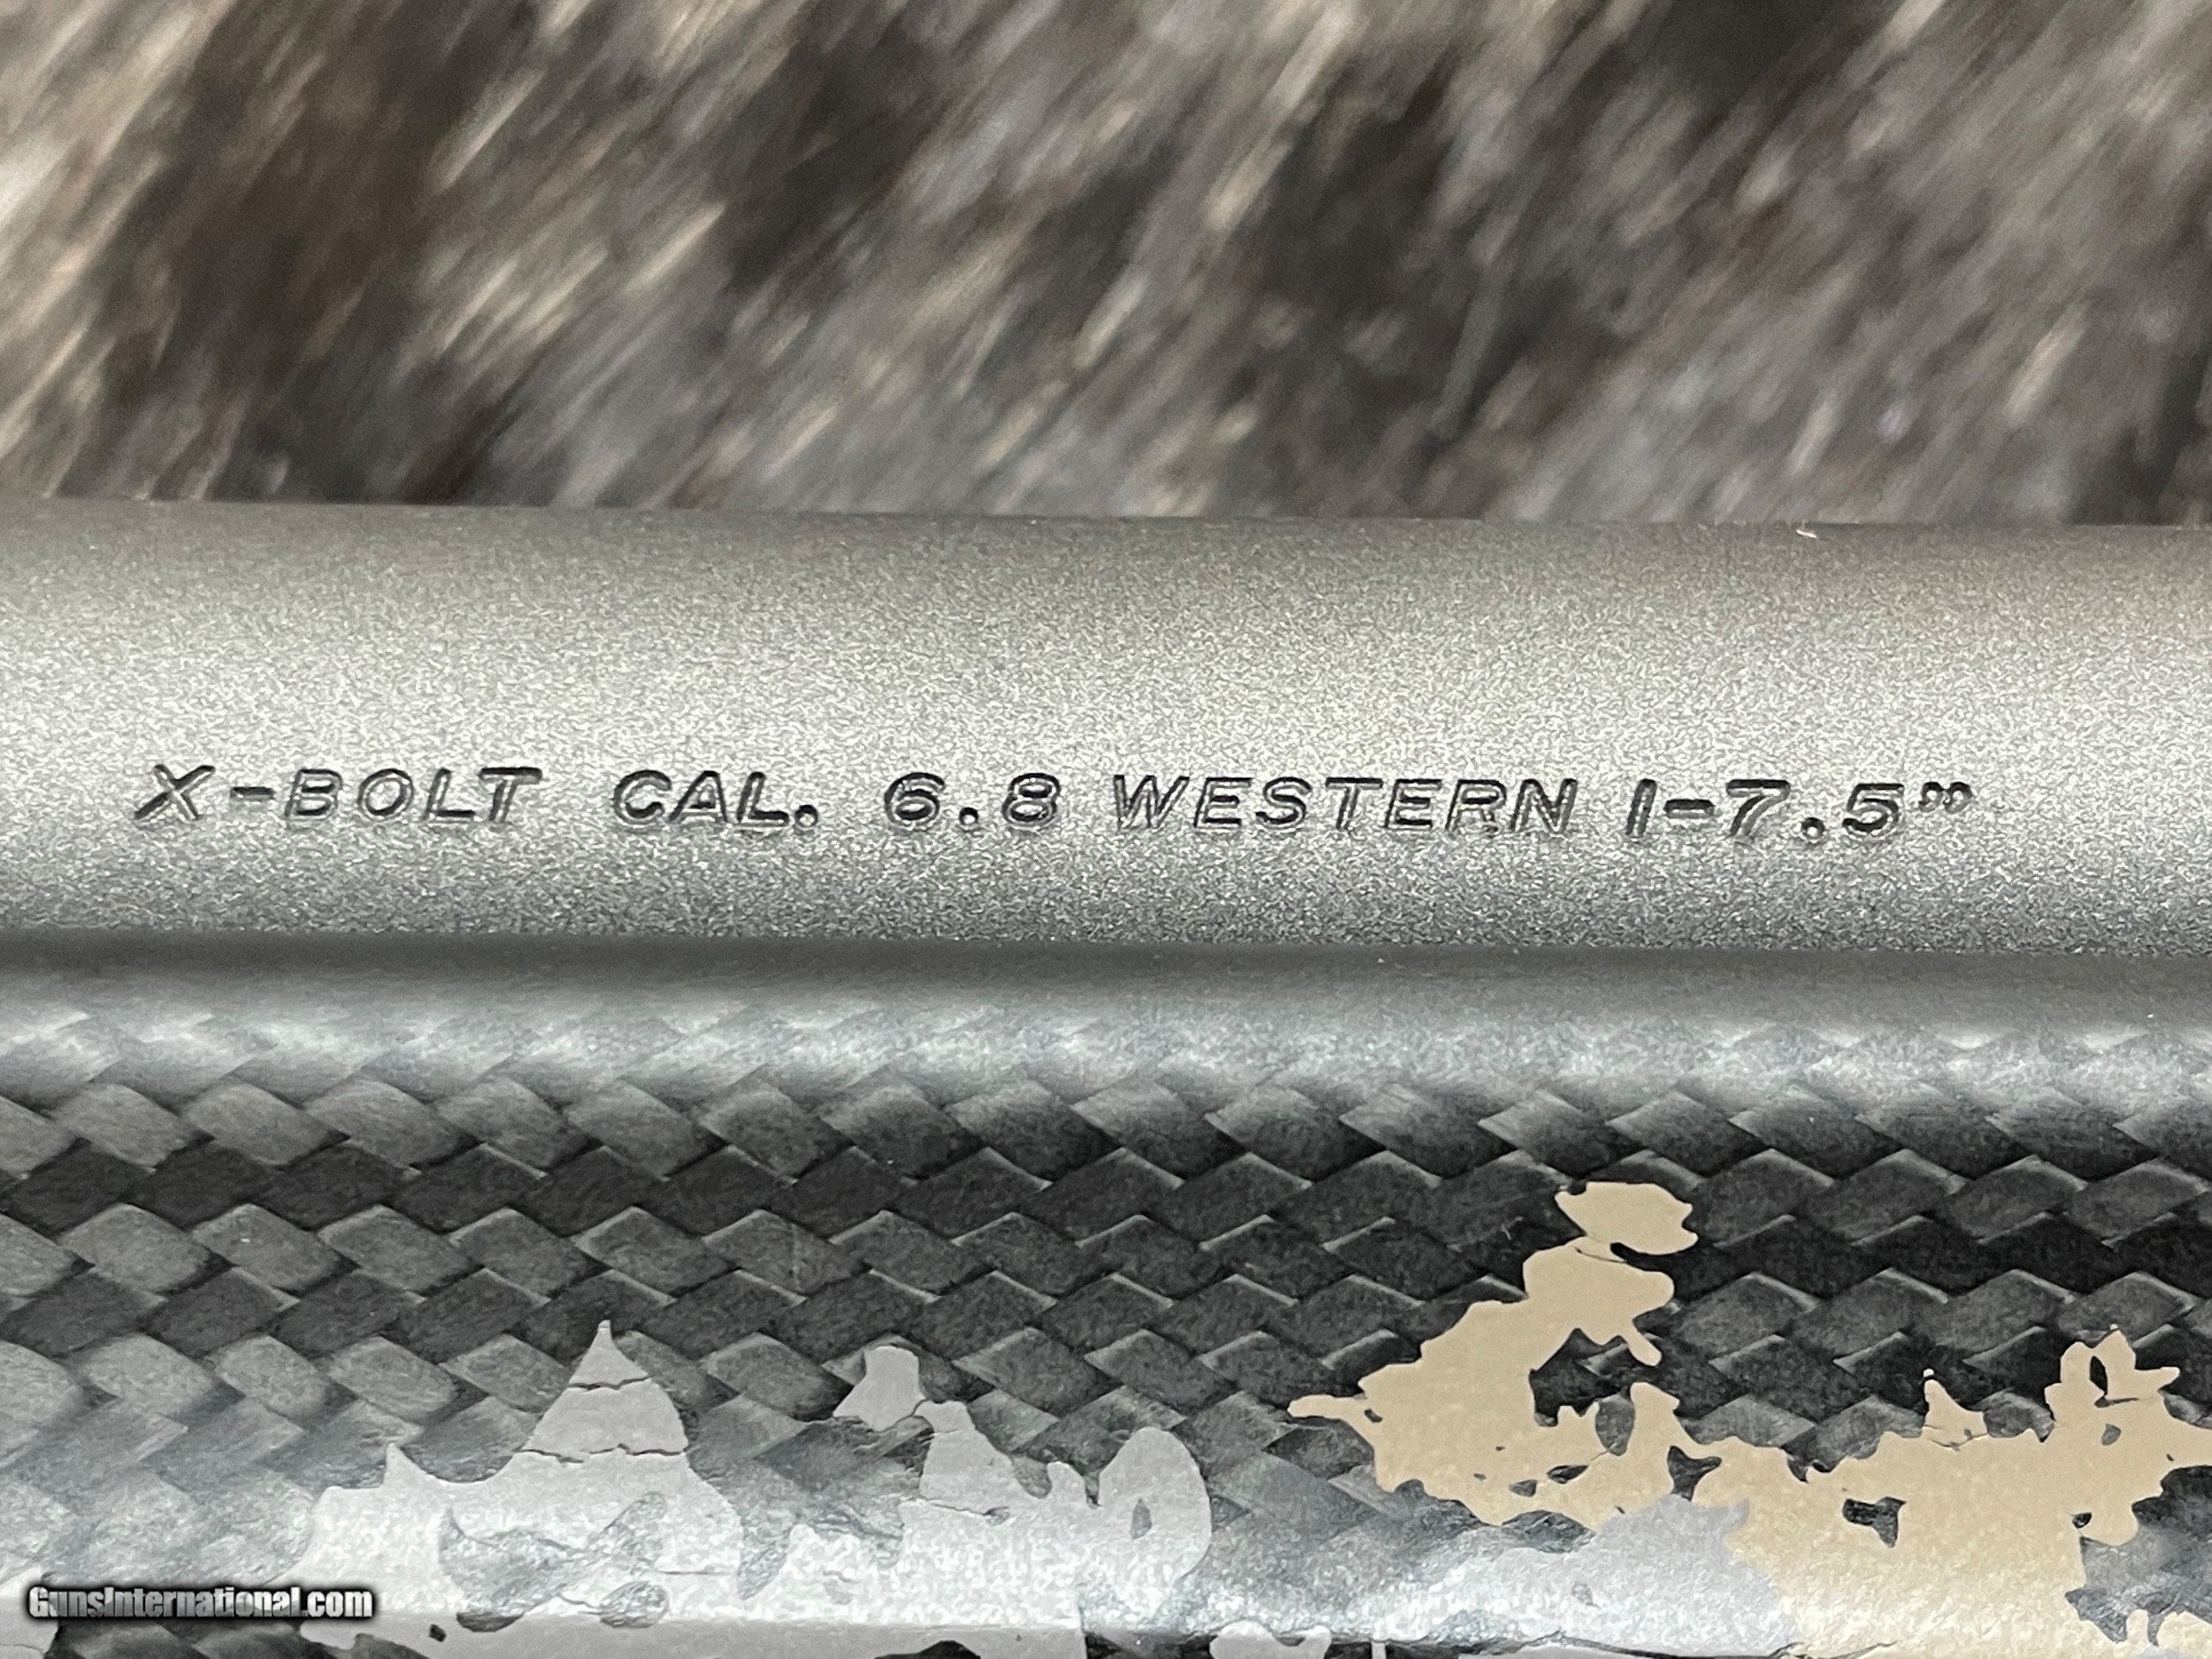 X-BOLT CAL. 6.8 WESTERN 1-7.5”
GunsInternational.com